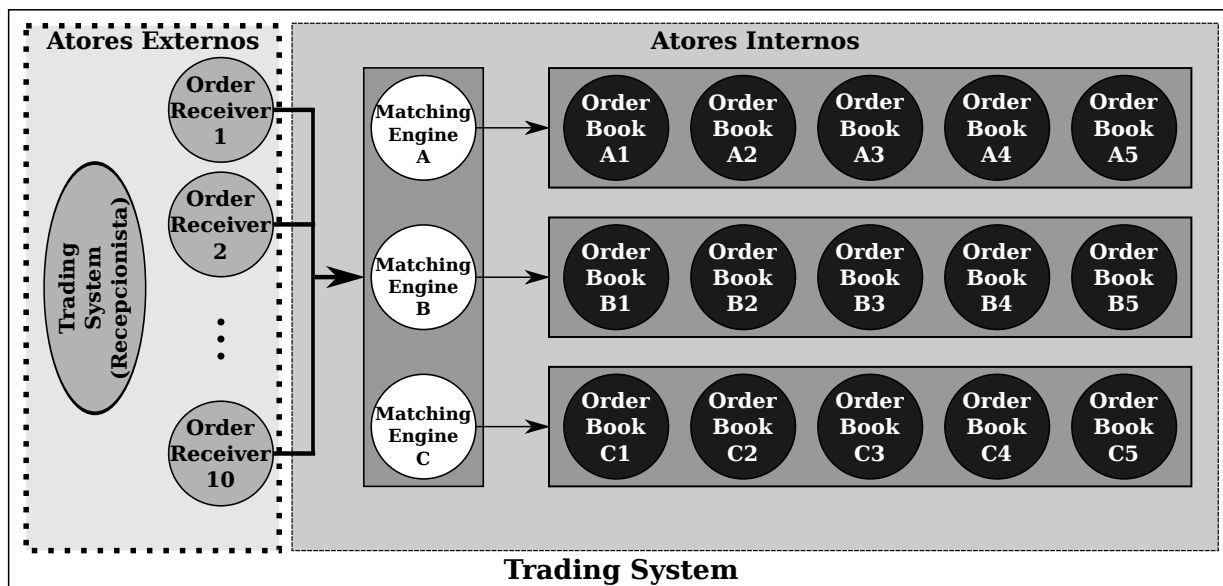 Atores Externos
Order
Receiver
1
Order
Receiver
2
Order
Receiver
10
Trading
System
(Recepcionista)
Atores Internos
Matching
Engine
A
Order
Book
A1
Order
Book
A2
Order
Book
A3
Order
Book
A4
Order
Book
A5
Matching
Engine
B
Order
Book
B1
Order
Book
B2
Order
Book
B3
Order
Book
B4
Order
Book
B5
Matching
Engine
C
Order
Book
C1
Order
Book
C2
Order
Book
C3
Order
Book
C4
Order
Book
C5
Trading System